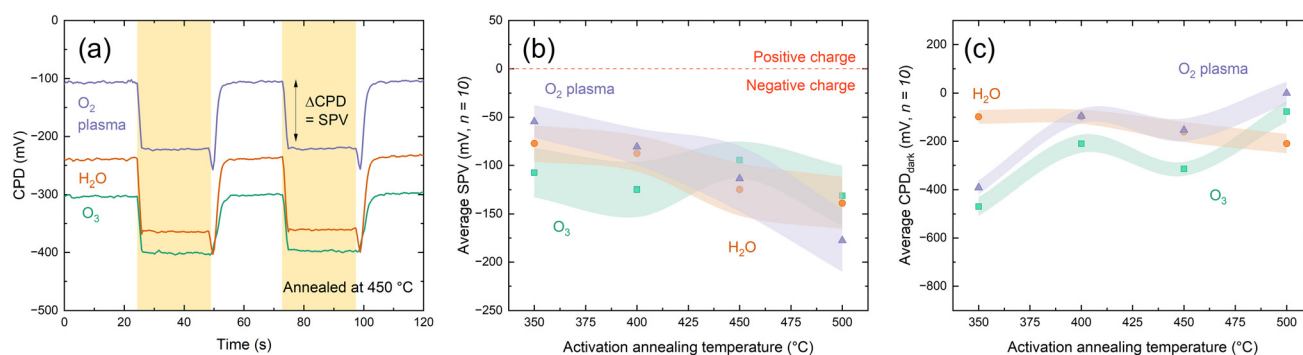 (a)
0
−100
−200
−300
−400
−500
CPD (mV)
O₂
plasma
H₂O
O₃
ΔCPD
= SPV
Annealed at 450 °C
0
20
40
60
80
100
120
Time (s)
(b)
50
25
0
−50
−100
−150
−200
−250
Average SPV (mV, n = 10)
Positive charge
Negative charge
O₂ plasma
O₃
H₂O
350
375
400
425
450
475
500
Activation annealing temperature (°C)
(c)
200
0
−200
−400
−600
−800
Average CPD_dark (mV, n = 10)
H₂O
O₂ plasma
O₃
350
375
400
425
450
475
500
Activation annealing temperature (°C)